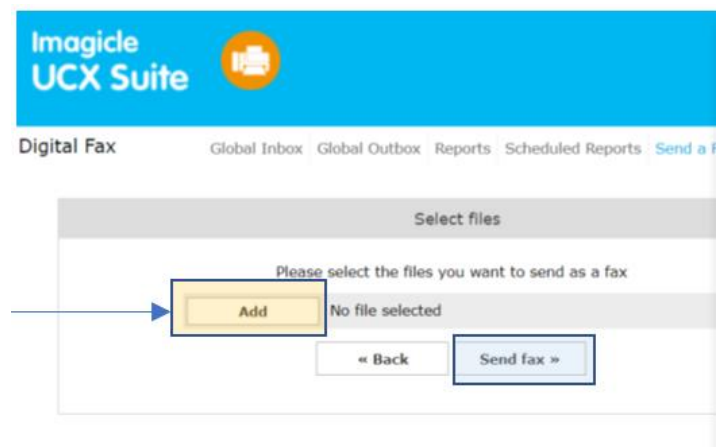 Imagicle
UCX Suite
Digital Fax Global Inbox Global Outbox Reports Scheduled Reports Send a
Select files
Please select the files you want to send as a fax
Add No file selected
« Back Send fax »